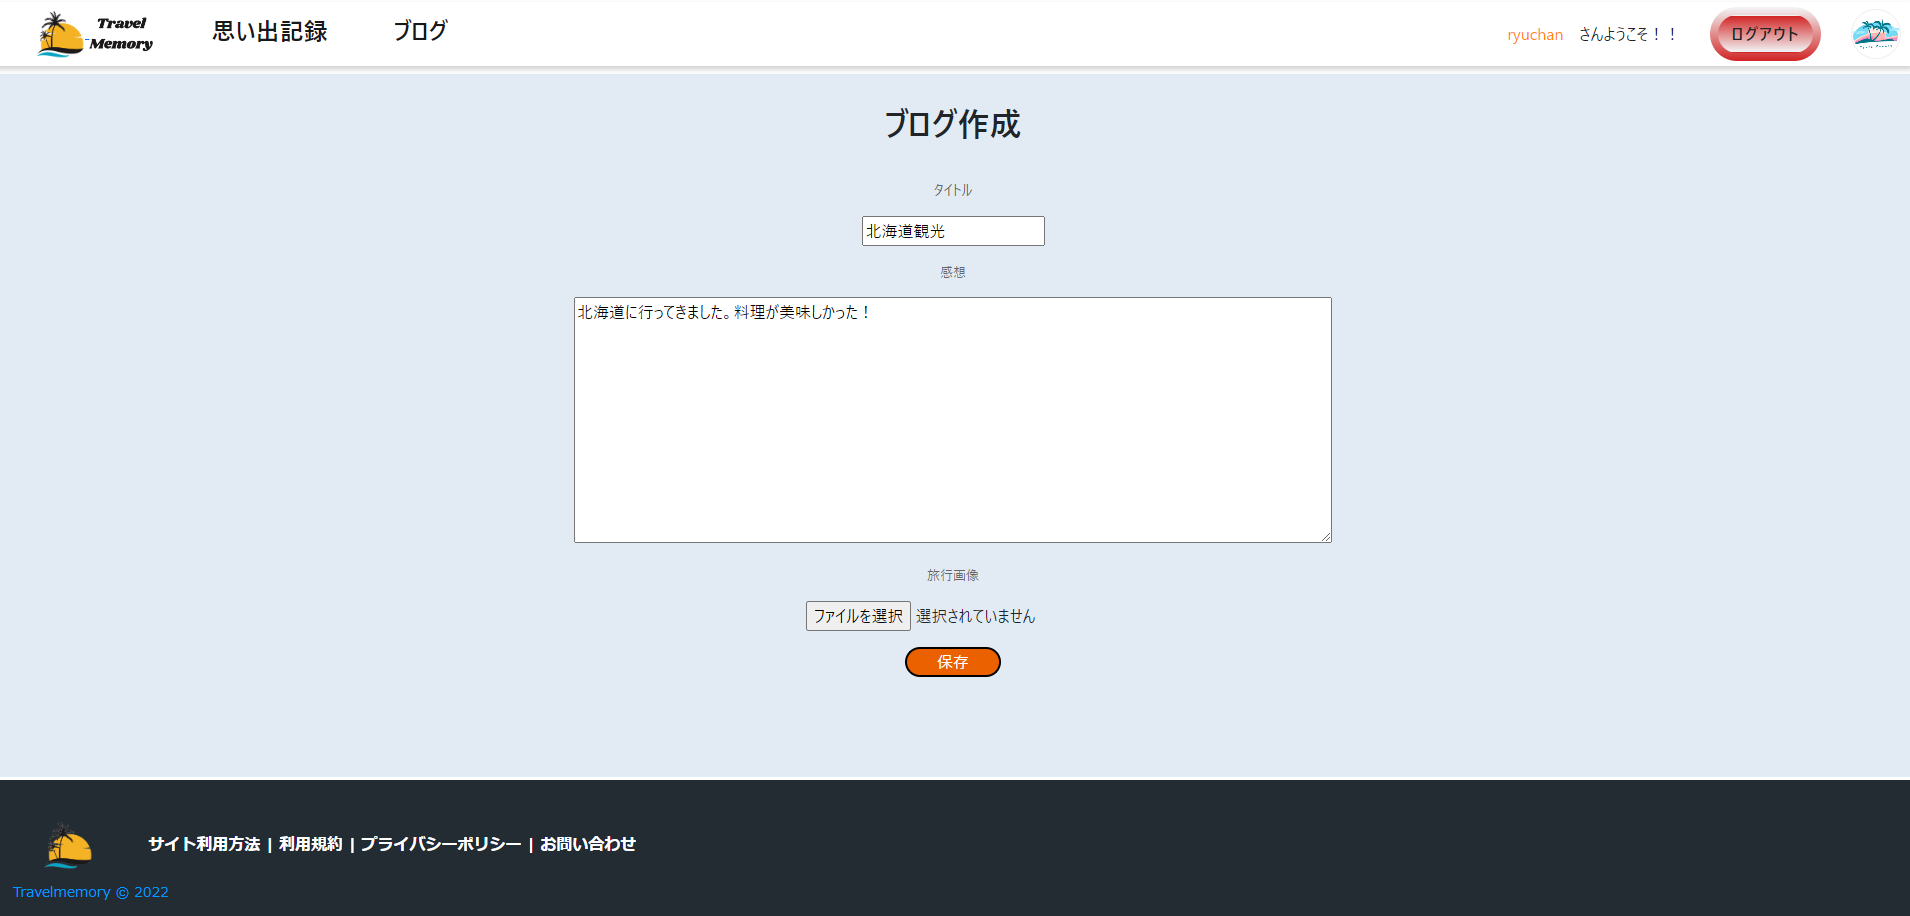 Travel
Memory
思い出記録
ブログ
ryuchan さんようこそ！！
ログアウト
ブログ作成
タイトル
北海道観光
感想
北海道に行ってきました。料理が美味しかった！
旅行画像
ファイルを選択 選択されていません
保存
サイト利用方法 | 利用規約 | プライバシーポリシー | お問い合わせ
Travelmemory © 2022